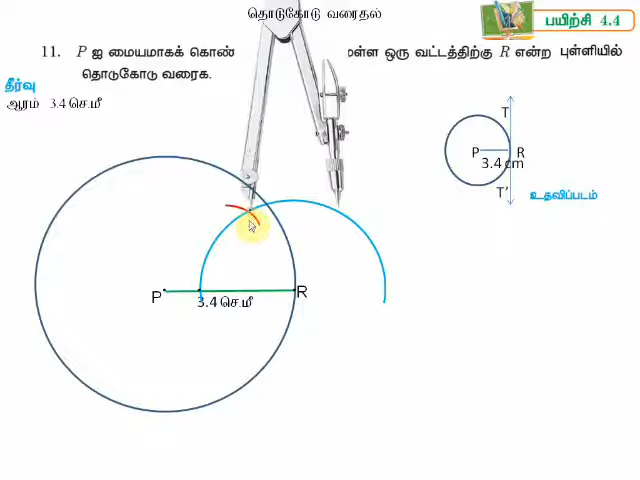 தொடுகோடு வரைதல்
பயிற்சி 4.4
11. P ஐ மையமாகக் கொண் ள்ள ஒரு வட்டத்திற்கு R என்ற புள்ளியில்
தொடுகோடு வரைக.
தீர்வு
ஆரம் 3.4 செ.மீ
T
P R
3.4 cm
T'
உதவிப்படம்
P R
3.4 செ.மீ